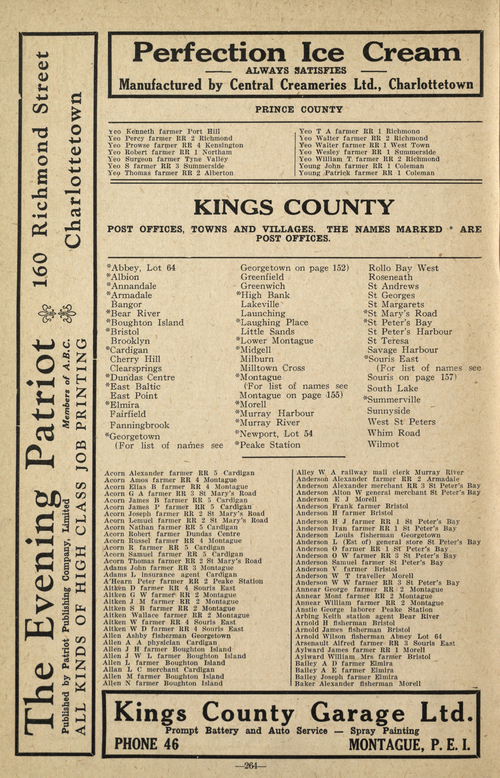 Perfection Ice Cream
ALWAYS SATISFIES
Manufactured by Central Creameries Ltd., Charlottetown
The Evening Patriot 160 Richmond Street
Published by Patriot Publishing Company, Limited Members of A.B.C. Charlottetown
ALL KINDS OF HIGH CLASS JOB PRINTING
PRINCE COUNTY
Yeo Kenneth farmer Port Hill
Yeo Percy farmer RR 2 Richmond
Yeo Prowse farmer RR 4 Kensington
Yeo Robert farmer RR 1 Northam
Yeo Surgeon farmer Tyne Valley
Yeo S farmer RR 3 Summerside
Yeo Thomas farmer RR 2 Alberton
Yeo T A farmer RR 1 Richmond
Yeo Walter farmer RR 2 Richmond
Yeo Walter farmer RR 1 West Town
Yeo Wesley farmer RR 1 Summerside
Yeo William T farmer RR 2 Richmond
Young John farmer RR 1 Coleman
Young Patrick farmer RR 1 Coleman
KINGS COUNTY
POST OFFICES, TOWNS AND VILLAGES. THE NAMES MARKED * ARE
POST OFFICES.
*Abbey, Lot 64
*Albion
*Annandale
*Armadale
Bangor
*Bear River
*Boughton Island
*Bristol
Brooklyn
*Cardigan
Cherry Hill
Clearsprings
*Dundas Centre
*East Baltic
East Point
*Elmira
Fairfield
Fanningbrook
*Georgetown
(For list of names see
Georgetown on page 152)
Greenfield
Greenwich
*High Bank
Lakeville
Launching
*Laughing Place
Little Sands
*Lower Montague
*Midgell
Milburn
Milltown Cross
*Montague
(For list of names see
Montague on page 155)
*Morell
*Murray Harbour
*Murray River
*Newport, Lot 54
*Peake Station
Rollo Bay West
Roseneath
St Andrews
St Georges
St Margarets
*St Mary's Road
*St Peter's Bay
St Peter's Harbour
St Teresa
Savage Harbour
*Souris East
(For list of names see
Souris on page 157)
South Lake
*Summerville
Sunnyside
West St Peters
Whim Road
Wilmot
Acorn Alexander farmer RR 5 Cardigan
Acorn Amos farmer RR 4 Montague
Acorn Elias B farmer RR 4 Montague
Acorn G A farmer RR 3 St Mary's Road
Acorn James B farmer RR 5 Cardigan
Acorn James P farmer RR 5 Cardigan
Acorn Joseph farmer RR 2 St Mary's Road
Acorn Lemuel farmer RR 2 St Mary's Road
Acorn Nathan farmer RR 5 Cardigan
Acorn Robert farmer Dundas Centre
Acorn Russel farmer RR 4 Montague
Acorn R farmer RR 5 Cardigan
Acorn Samuel farmer RR 5 Cardigan
Acorn Thomas farmer RR 2 St Mary's Road
Adams John farmer RR 3 Montague
Adams L insurance agent Cardigan
A'Hearn Peter farmer RR 2 Peake Station
Aitken D farmer RR 4 Souris East
Aitken G W farmer RR 2 Montague
Aitken J M farmer RR 2 Montague
Aitken S B farmer RR 2 Montague
Aitken Wallace farmer RR 2 Montague
Aitken W farmer RR 4 Souris East
Aitken W D farmer RR 4 Souris East
Allen Ashby fisherman Georgetown
Allen A A physician Cardigan
Allen J H farmer Boughton Island
Allen J W L farmer Boughton Island
Allen L farmer Boughton Island
Allan L C merchant Cardigan
Allen M farmer Boughton Island
Allen N farmer Boughton Island
Alley W A railway mail clerk Murray River
Anderson Alexander farmer RR 2 Armadale
Anderson Alexander merchant RR 3 St Peter's Bay
Anderson Alton W general merchant St Peter's Bay
Anderson E J Morell
Anderson Frank farmer Bristol
Anderson H farmer Bristol
Anderson H J farmer RR 1 St Peter's Bay
Anderson Ivan farmer RR 1 St Peter's Bay
Anderson Louis fisherman Georgetown
Anderson L (Est of) general store St Peter's Bay
Anderson O farmer RR 1 St Peter's Bay
Anderson O W farmer RR 3 St Peter's Bay
Anderson Samuel farmer St Peter's Bay
Anderson W farmer Bristol
Anderson W T traveller Morell
Anderson W W farmer RR 3 St Peter's Bay
Annear George farmer RR 2 Montague
Annear Mont farmer RR 2 Montague
Annear William farmer RR 2 Montague
Anstie George laborer Peake Station
Arbing Keith station agent Bear River
Arnold H fisherman Bristol
Arnold James fisherman Bristol
Arnold Wilson fisherman Abney Lot 64
Arsenault Alfred farmer RR 3 Souris East
Aylward James farmer RR 1 Morell
Aylward William Mrs farmer Bristol
Bailey A D farmer Elmira
Bailey A E farmer Elmira
Bailey Joseph farmer Elmira
Baker Alexander fisherman Morell
Kings County Garage Ltd.
Prompt Battery and Auto Service — Spray Painting
PHONE 46 MONTAGUE, P. E. I.
—264—